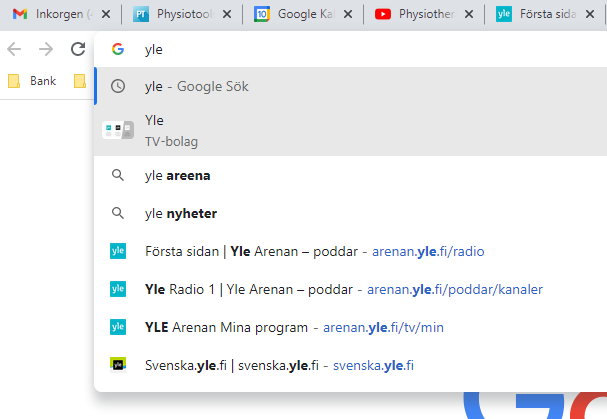 Inkorgen (4
PT Physiotool
10 Google Kal
Physiother
yle Första sida
yle
Bank
yle - Google Sök
Yle
TV-bolag
yle areena
yle nyheter
yle Första sidan | Yle Arenan – poddar - arenan.yle.fi/radio
yle Yle Radio 1 | Yle Arenan – poddar - arenan.yle.fi/poddar/kanaler
yle YLE Arenan Mina program - arenan.yle.fi/tv/min
yle Svenska.yle.fi | svenska.yle.fi - svenska.yle.fi